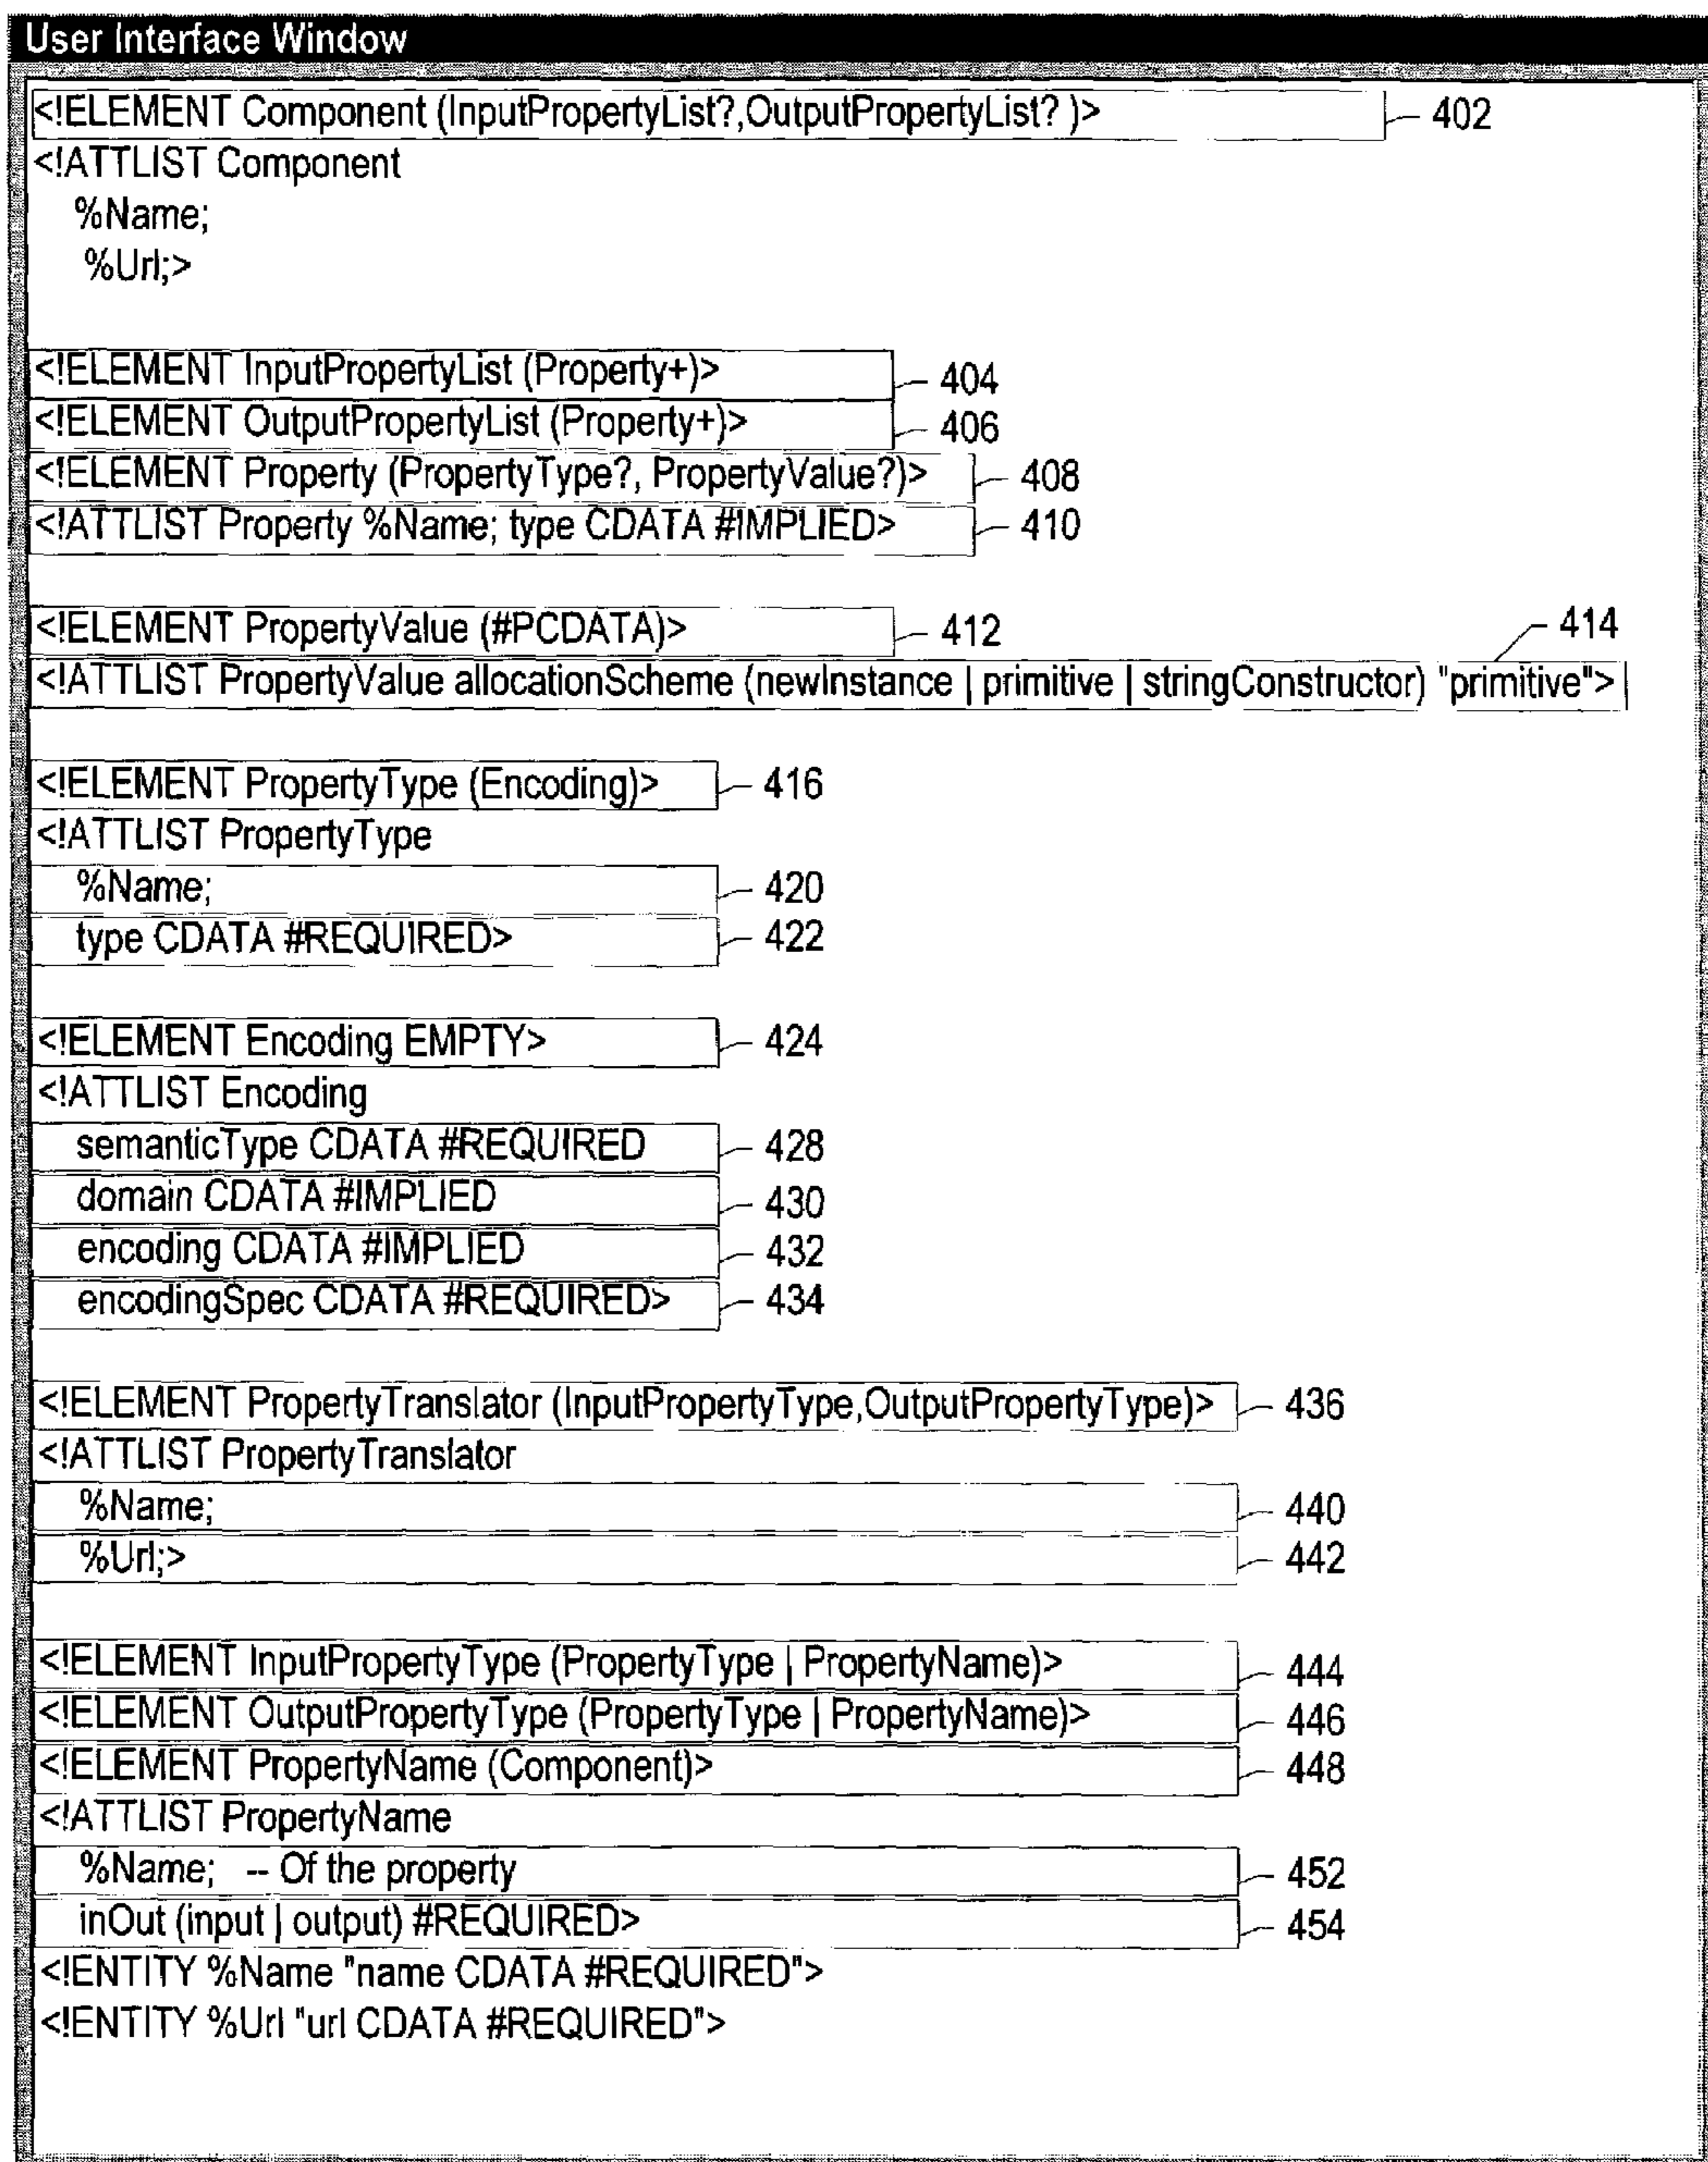 User Interface Window
<!ELEMENT Component (InputPropertyList?,OutputPropertyList? )> 402
<!ATTLIST Component
%Name;
%Url;>
<!ELEMENT InputPropertyList (Property+)> 404
<!ELEMENT OutputPropertyList (Property+)> 406
<!ELEMENT Property (PropertyType?, PropertyValue?)> 408
<!ATTLIST Property %Name; type CDATA #IMPLIED> 410
<!ELEMENT PropertyValue (#PCDATA)> 412 414
<!ATTLIST PropertyValue allocationScheme (newInstance | primitive | stringConstructor) "primitive">
<!ELEMENT PropertyType (Encoding)> 416
<!ATTLIST PropertyType
%Name; 420
type CDATA #REQUIRED> 422
<!ELEMENT Encoding EMPTY> 424
<!ATTLIST Encoding
semanticType CDATA #REQUIRED 428
domain CDATA #IMPLIED 430
encoding CDATA #IMPLIED 432
encodingSpec CDATA #REQUIRED> 434
<!ELEMENT PropertyTranslator (InputPropertyType,OutputPropertyType)> 436
<!ATTLIST PropertyTranslator
%Name; 440
%Url;> 442
<!ELEMENT InputPropertyType (PropertyType | PropertyName)> 444
<!ELEMENT OutputPropertyType (PropertyType | PropertyName)> 446
<!ELEMENT PropertyName (Component)> 448
<!ATTLIST PropertyName
%Name; -- Of the property 452
inOut (input | output) #REQUIRED> 454
<!ENTITY %Name "name CDATA #REQUIRED">
<!ENTITY %Url "url CDATA #REQUIRED">